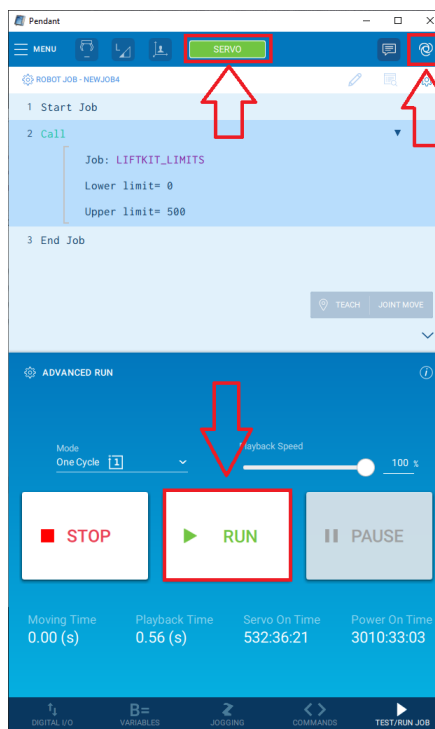 Pendant
MENU
SERVO
ROBOT JOB - NEWJOB4
1 Start Job
2 Call
Job: LIFTKIT_LIMITS
Lower limit= 0
Upper limit= 500
3 End Job
TEACH JOINT MOVE
ADVANCED RUN
Mode
One Cycle 1
Playback Speed
100 %
STOP
RUN
PAUSE
Moving Time Playback Time Servo On Time Power On Time
0.00 (s) 0.56 (s) 532:36:21 3010:33:03
B=
DIGITAL I/O VARIABLES JOGGING COMMANDS TEST/RUN JOB